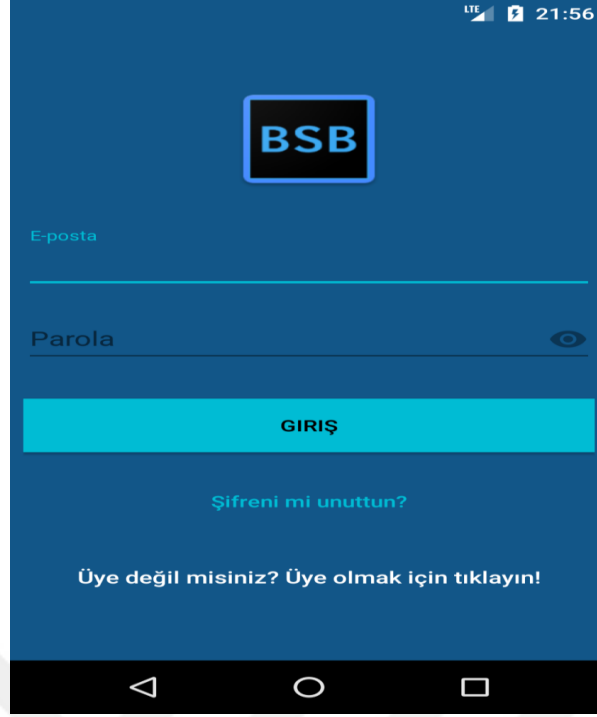 LTE 21:56
BSB
E-posta
Parola
GIRIŞ
Şifreni mi unuttun?
Üye değil misiniz? Üye olmak için tıklayın!